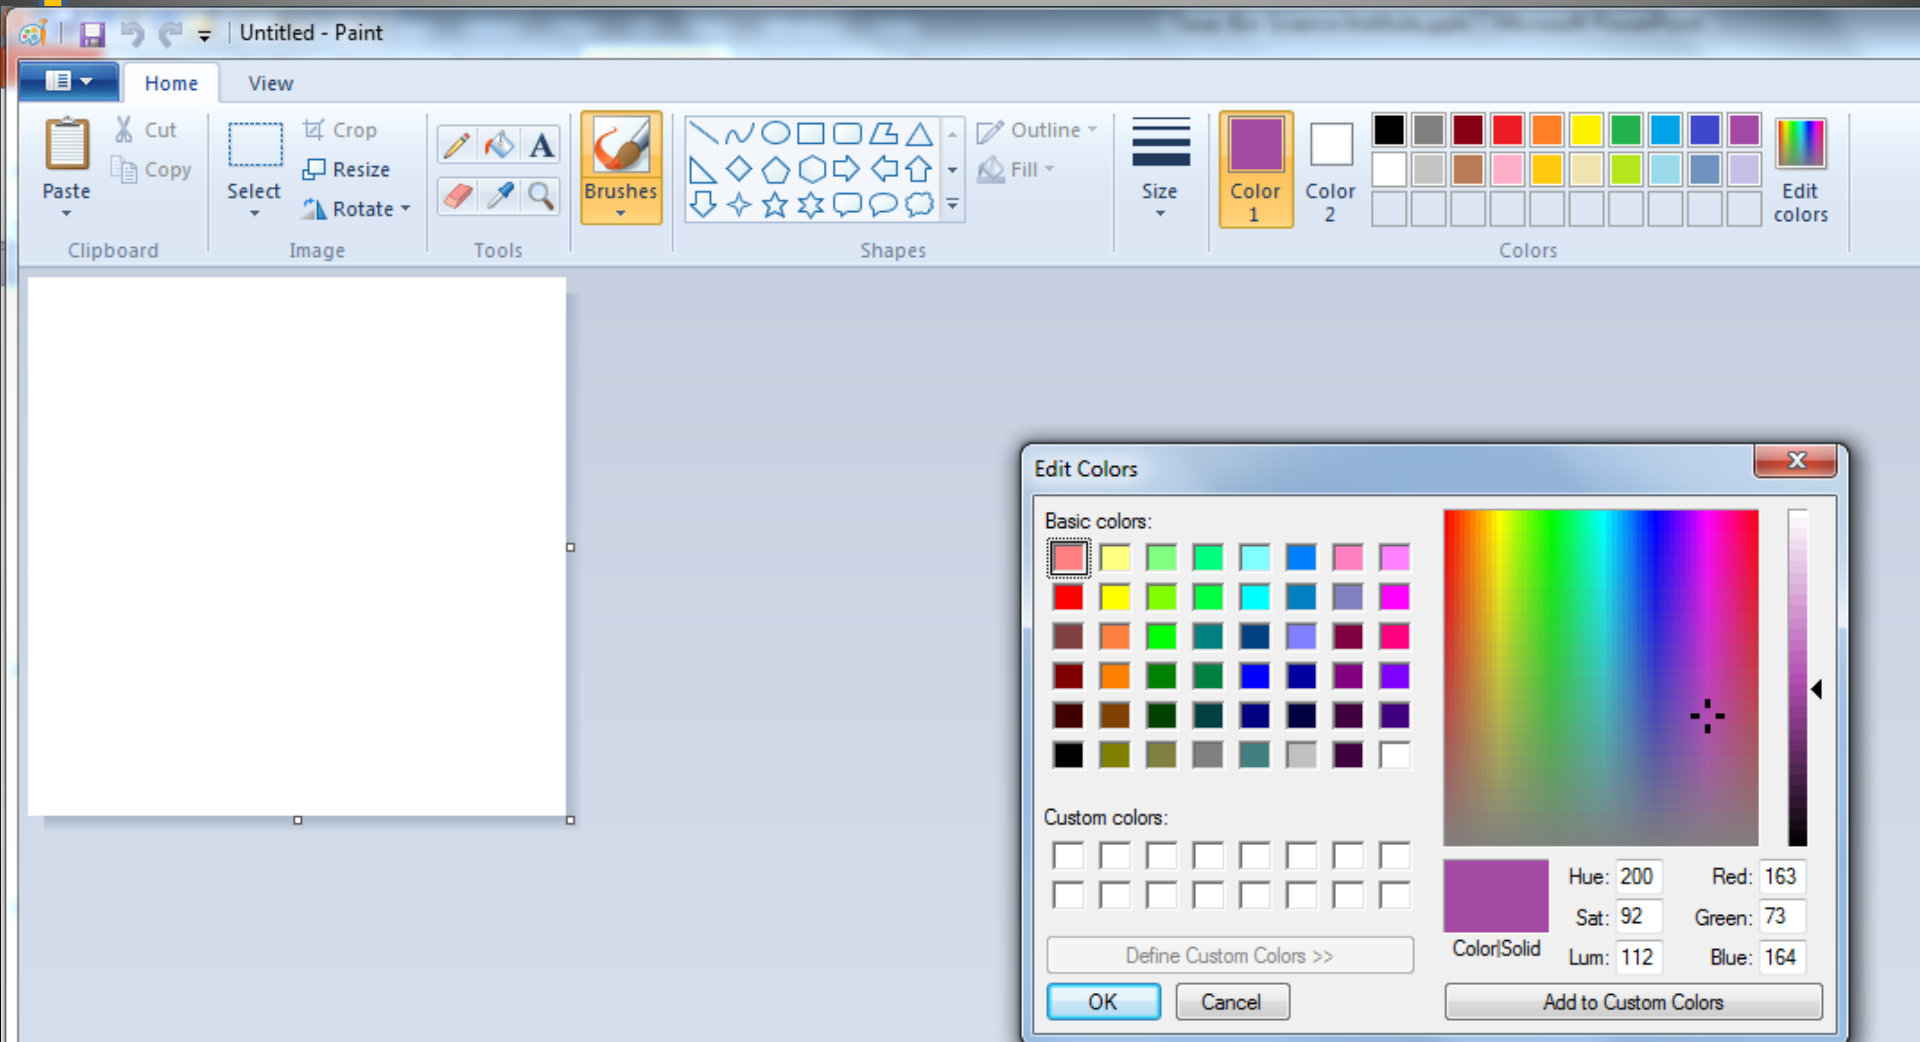 Untitled - Paint
Home View
Paste
Cut
Copy
Clipboard
Select
Crop
Resize
Rotate
Image
A
Tools
Brushes
Outline
Fill
Shapes
Size
Color 1
Color 2
Edit colors
Colors
Edit Colors
Basic colors:
Custom colors:
Define Custom Colors >>
OK Cancel
Color|Solid
Hue: 200 Red: 163
Sat: 92 Green: 73
Lum: 112 Blue: 164
Add to Custom Colors